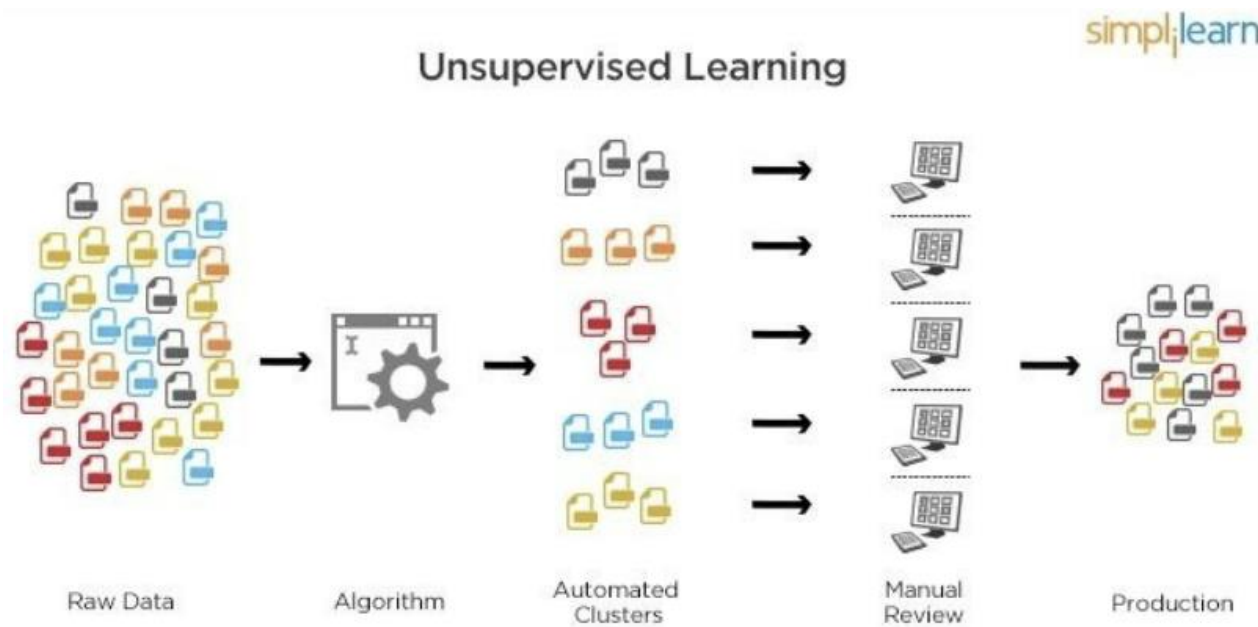 simplilearn
Unsupervised Learning
Raw Data
Algorithm
Automated
Clusters
Manual
Review
Production